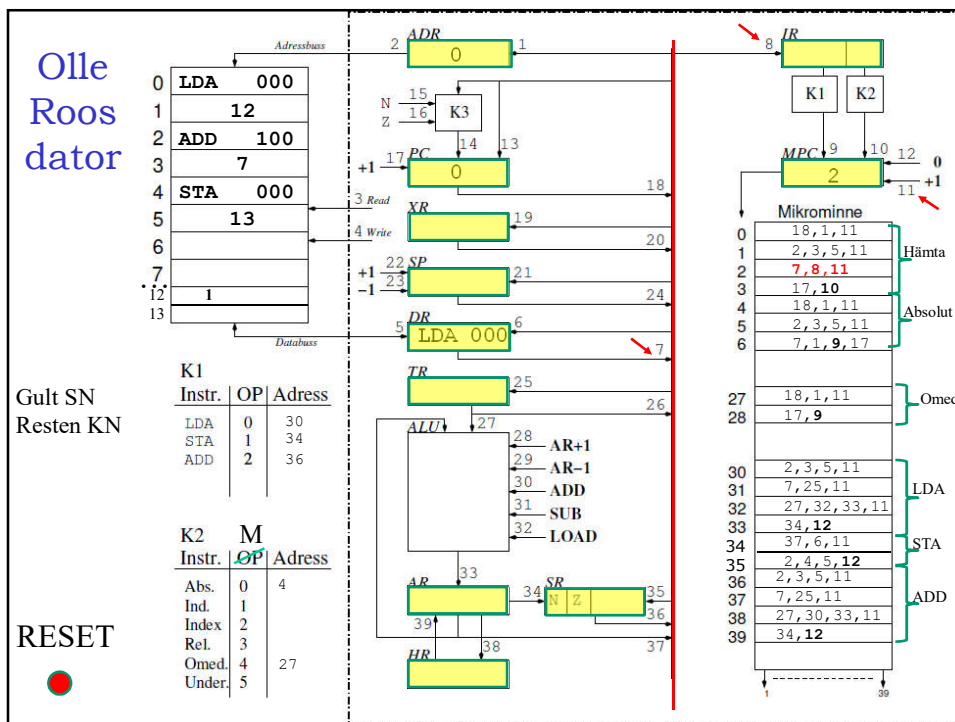 Olle
Roos
dator
Gult SN
Resten KN
RESET
Adressbuss
0 LDA 000
1 12
2 ADD 100
3 7
4 STA 000
5 13
6
7
...
12 1
13
Databuss
3 Read
4 Write
K1
Instr. OP Adress
LDA 0 30
STA 1 34
ADD 2 36
K2 M
Instr. OP Adress
Abs. 0 4
Ind. 1
Index 2
Rel. 3
Omed. 4 27
Under. 5
2 ADR 1
0
N 15
Z 16
K3
14 13
+1 17 PC
0
18
XR 19
20
+1 22 SP 21
−1 23
24
5 DR 6
LDA 000
7
TR 25
26
27
ALU
28 AR+1
29 AR−1
30 ADD
31 SUB
32 LOAD
33
AR 34 SR 35
N Z
36
39 38 37
HR
8 IR
K1 K2
9 10
MPC 12 0
2
11 +1
Mikrominne
0 18,1,11
1 2,3,5,11
2 7,8,11
3 17,10
Hämta
4 18,1,11
5 2,3,5,11
6 7,1,9,17
Absolut
27 18,1,11
28 17,9
Omed
30 2,3,5,11
31 7,25,11
32 27,32,33,11
33 34,12
LDA
34 37,6,11
35 2,4,5,12
STA
36 2,3,5,11
37 7,25,11
38 27,30,33,11
39 34,12
ADD
1 39